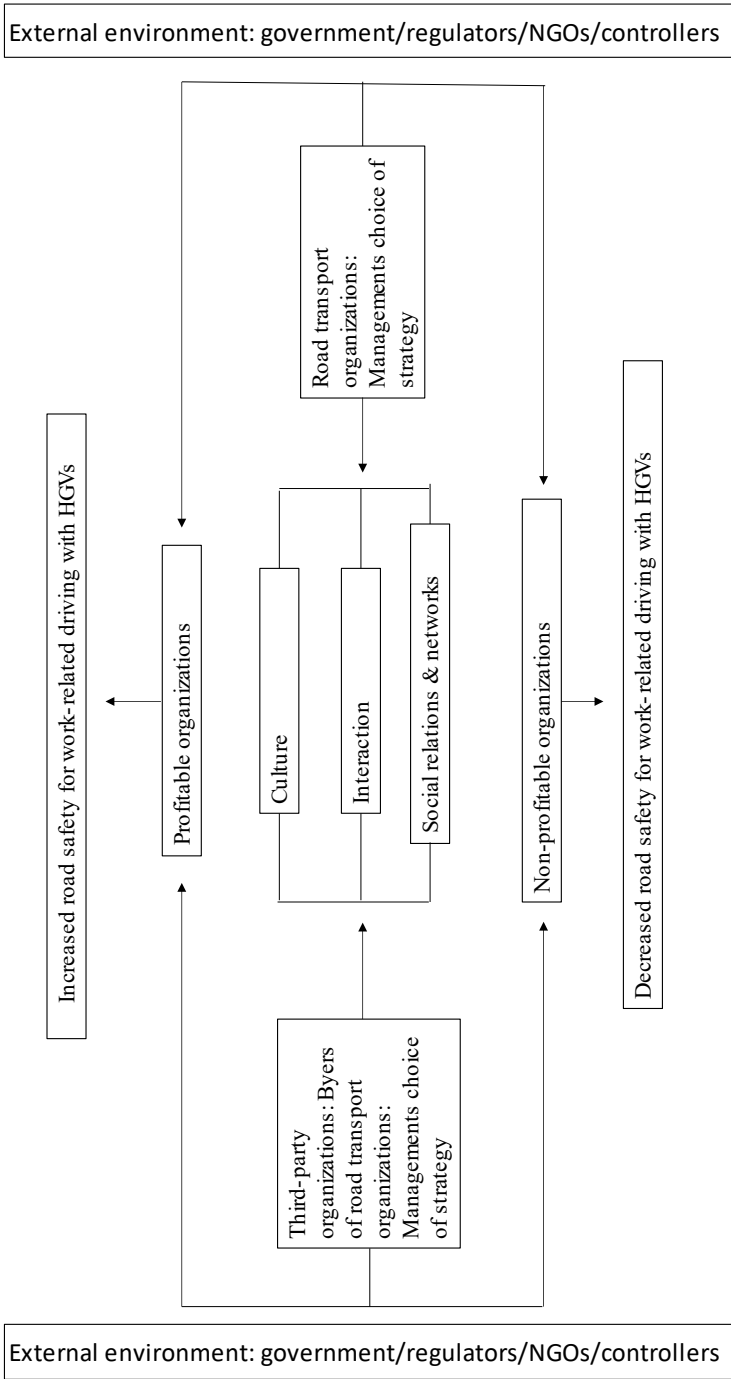 External environment: government/regulators/NGOs/controllers
Increased road safety for work-related driving with HGVs
Profitable organizations
Third-party
organizations: Byers
of road transport
organizations:
Managements choice
of strategy
Culture
Interaction
Social relations & networks
Road transport
organizations:
Managements choice of
strategy
Non-profitable organizations
Decreased road safety for work-related driving with HGVs
External environment: government/regulators/NGOs/controllers